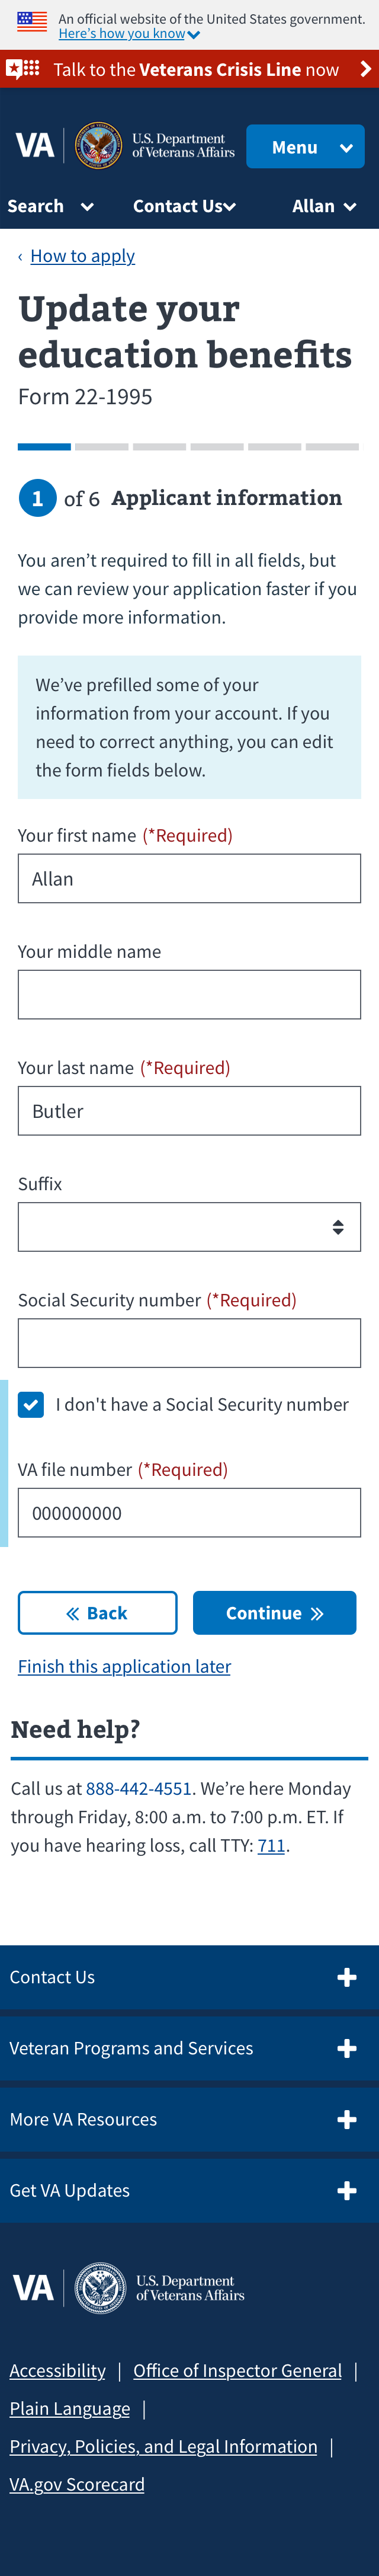 An official website of the United States government.
Here's how you know
Talk to the Veterans Crisis Line now
VA
U.S. Department
of Veterans Affairs
Menu
Search
Contact Us
Allan
‹ How to apply
Update your
education benefits
Form 22-1995
1 of 6 Applicant information
You aren't required to fill in all fields, but
we can review your application faster if you
provide more information.
We've prefilled some of your
information from your account. If you
need to correct anything, you can edit
the form fields below.
Your first name (*Required)
Allan
Your middle name
Your last name (*Required)
Butler
Suffix
Social Security number (*Required)
I don't have a Social Security number
VA file number (*Required)
000000000
« Back
Continue »
Finish this application later
Need help?
Call us at 888-442-4551. We're here Monday
through Friday, 8:00 a.m. to 7:00 p.m. ET. If
you have hearing loss, call TTY: 711.
Contact Us
Veteran Programs and Services
More VA Resources
Get VA Updates
VA
U.S. Department
of Veterans Affairs
Accessibility | Office of Inspector General |
Plain Language |
Privacy, Policies, and Legal Information |
VA.gov Scorecard